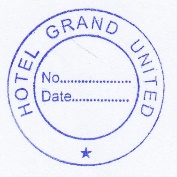 HOTEL GRAND UNITED
No...............
Date..............